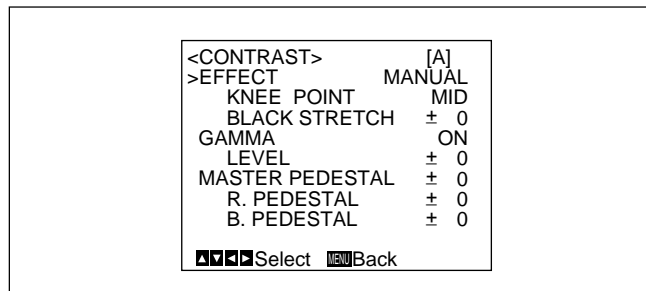 <CONTRAST> [A]
>EFFECT MANUAL
KNEE POINT MID
BLACK STRETCH ± 0
GAMMA ON
LEVEL ± 0
MASTER PEDESTAL ± 0
R. PEDESTAL ± 0
B. PEDESTAL ± 0
▲▼◄►Select MENU Back